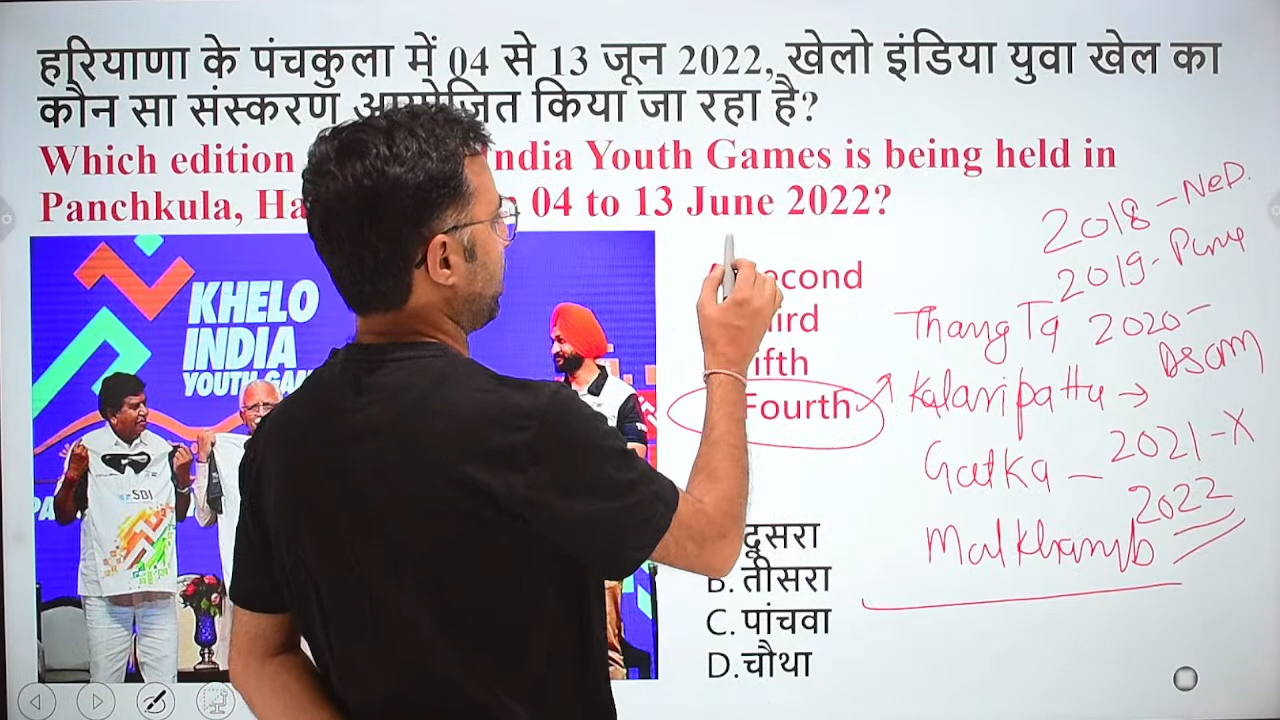 हरियाणा के पंचकुला में 04 से 13 जून 2022, खेलो इंडिया युवा खेल का
कौन सा संस्करण आयोजित किया जा रहा है?
Which edition ndia Youth Games is being held in
Panchkula, Ha 04 to 13 June 2022?
KHELO
INDIA
YOUTH GAM
SBI
PA
econd
ird
ifth
Fourth
दूसरा
B. तीसरा
C. पांचवा
D. चौथा
2018 - NeD.
2019 - Pune
Thang Ta 2020 -
Assam
Kalaripattu →
Gatka - 2021 - X
2022
Malkhamb